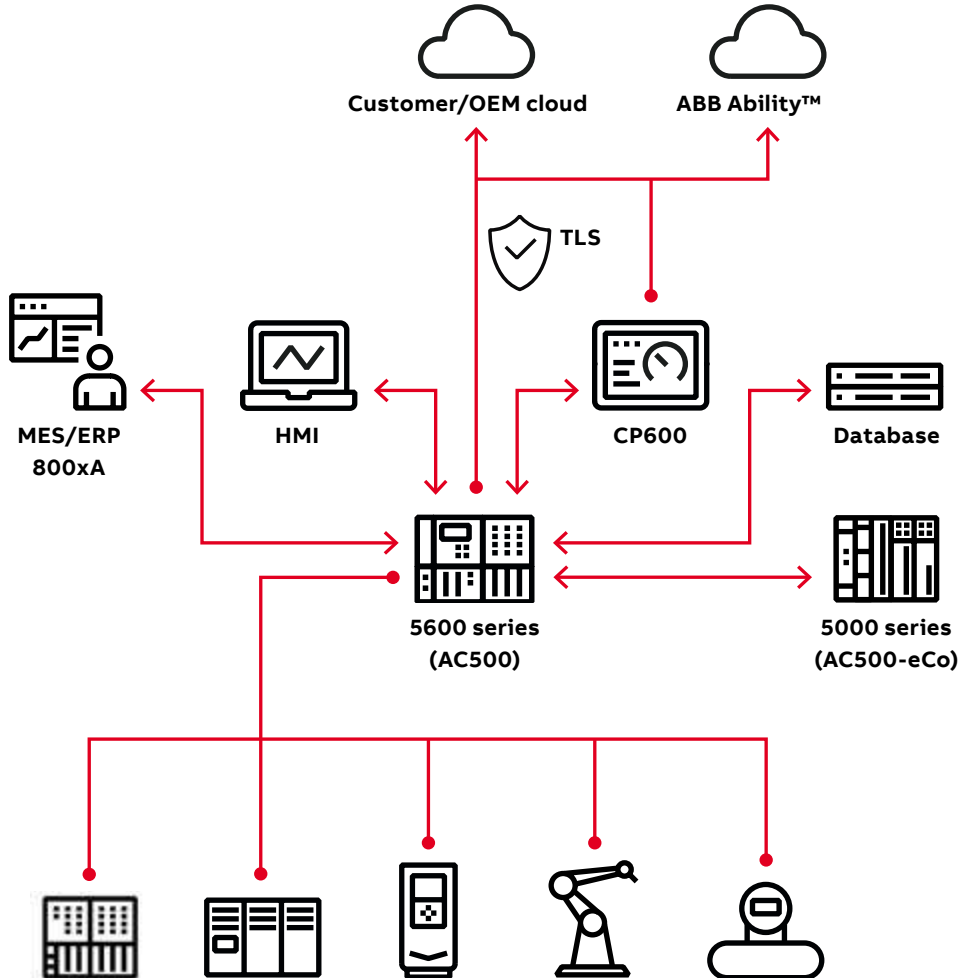 Customer/OEM cloud
ABB Ability™
TLS
MES/ERP
800xA
HMI
CP600
Database
5600 series
(AC500)
5000 series
(AC500-eCo)